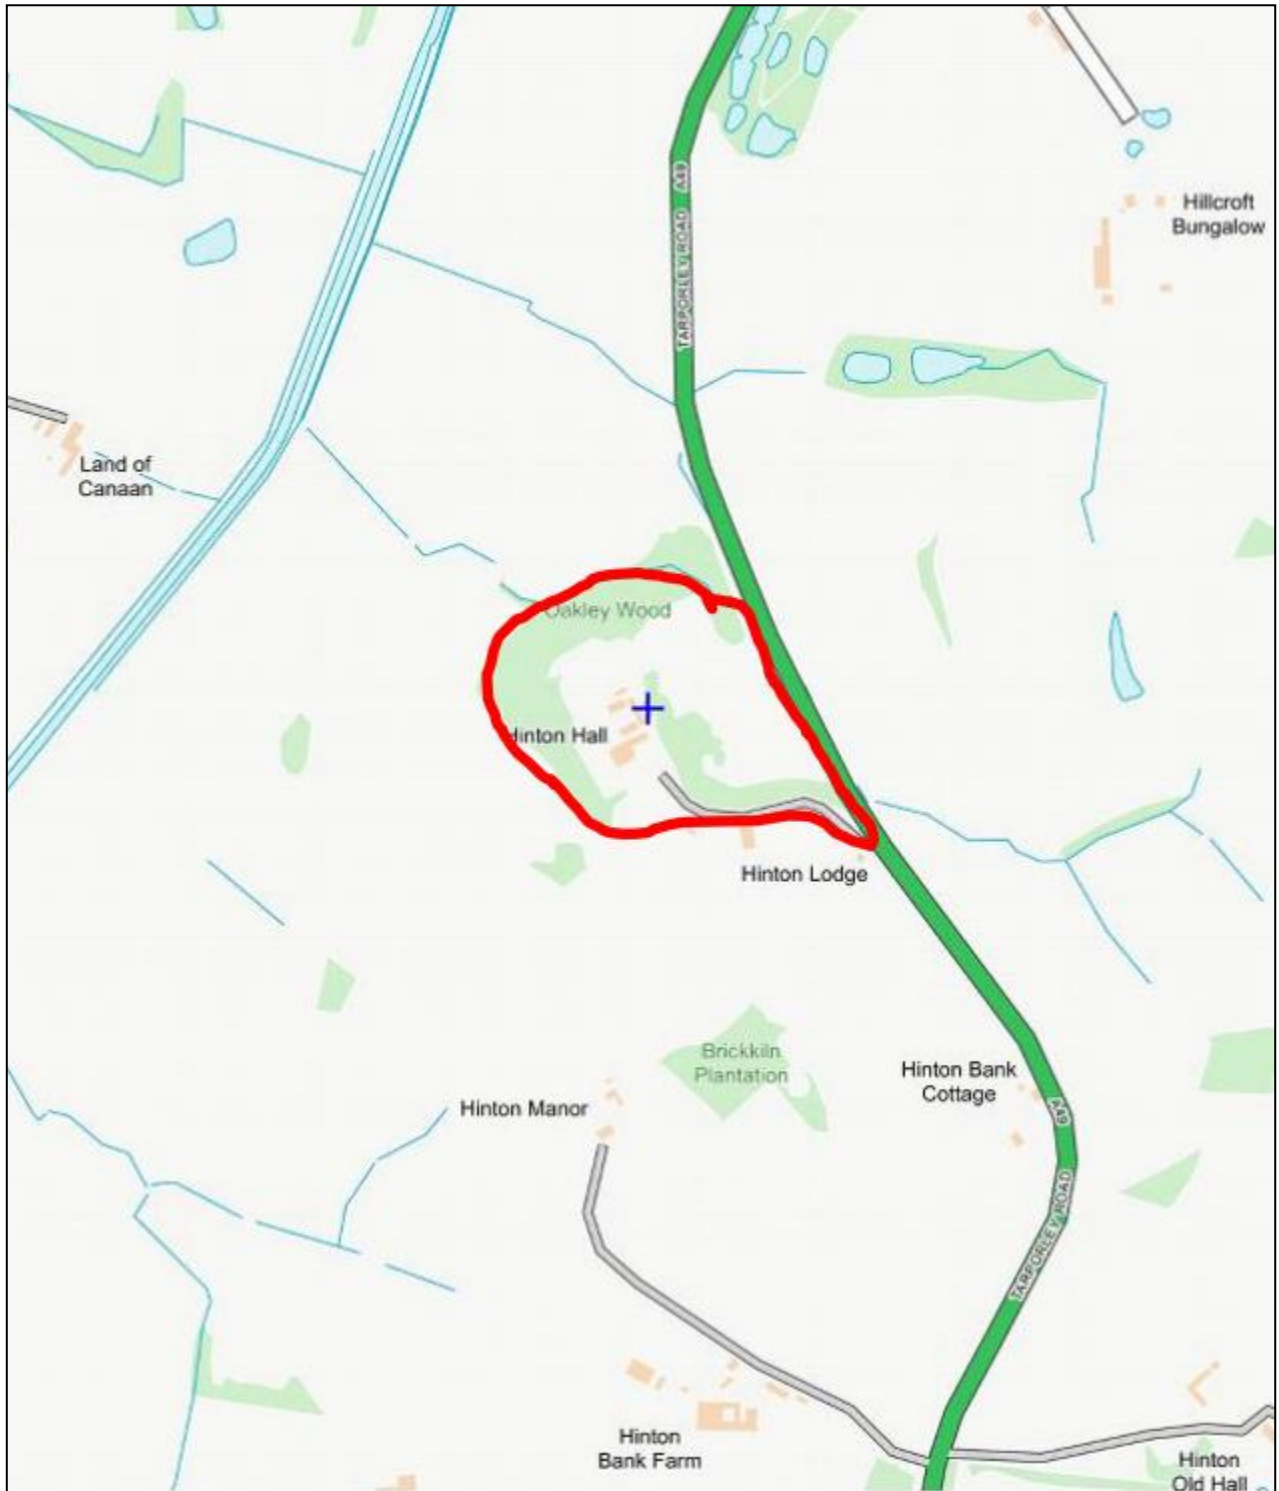 A49
TARPORLEY ROAD
Hillcroft
Bungalow
Land of
Canaan
Oakley Wood
Hinton Hall
Hinton Lodge
Brickkiln
Plantation
Hinton Bank
Cottage
Hinton Manor
A49
TARPORLEY ROAD
Hinton
Bank Farm
Hinton
Old Hall